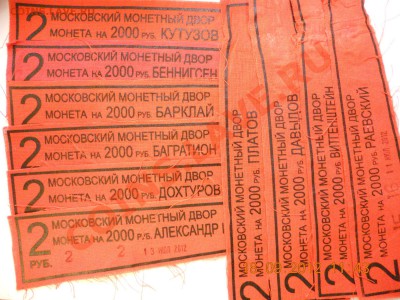 2 МОСКОВСКИЙ МОНЕТНЫЙ ДВОР
МОНЕТА НА 2000 РУБ. КУТУЗОВ
2 МОСКОВСКИЙ МОНЕТНЫЙ ДВОР
МОНЕТА НА 2000 РУБ. БЕННИГСЕН
2 МОСКОВСКИЙ МОНЕТНЫЙ ДВОР
МОНЕТА НА 2000 РУБ. БАРКЛАЙ
2 МОСКОВСКИЙ МОНЕТНЫЙ ДВОР
МОНЕТА НА 2000 РУБ. БАГРАТИОН
2 МОСКОВСКИЙ МОНЕТНЫЙ ДВОР
МОНЕТА НА 2000 РУБ. ДОХТУРОВ
2 МОСКОВСКИЙ МОНЕТНЫЙ ДВОР
РУБ. МОНЕТА НА 2000 РУБ. АЛЕКСАНДР I
2 2 13 ИЮЛ 2012
МОСКОВСКИЙ МОНЕТНЫЙ ДВОР
МОНЕТА НА 2000 РУБ. ПЛАТОВ
МОСКОВСКИЙ МОНЕТНЫЙ ДВОР
МОНЕТА НА 2000 РУБ. ДАВЫДОВ
МОСКОВСКИЙ МОНЕТНЫЙ ДВОР
МОНЕТА НА 2000 РУБ. ВИТГЕНШТЕЙН
2 МОСКОВСКИЙ МОНЕТНЫЙ ДВОР
РУБ. МОНЕТА НА 2000 РУБ. РАЕВСКИЙ